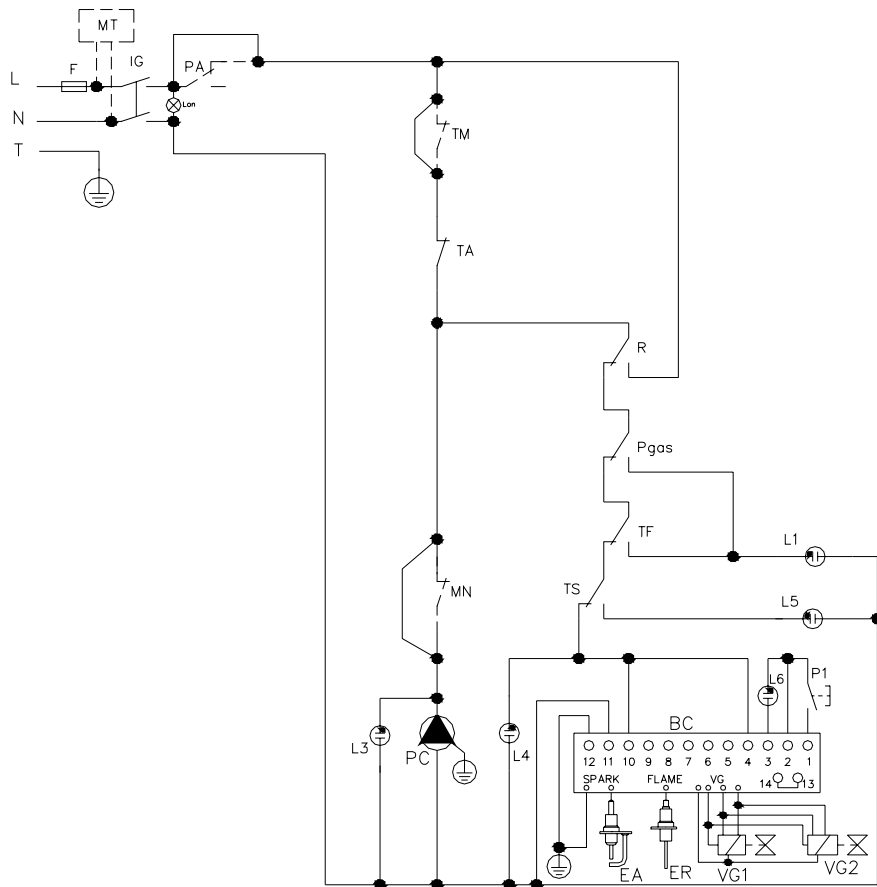 MT
F
IG
L
PA
Lon
N
T
TM
TA
R
Pgas
TF
L1
TS
MN
L5
L6
P1
BC
L3
PC
L4
12 11 10 9 8 7 6 5 4 3 2 1
SPARK FLAME VG 14 13
EA ER VG1 VG2